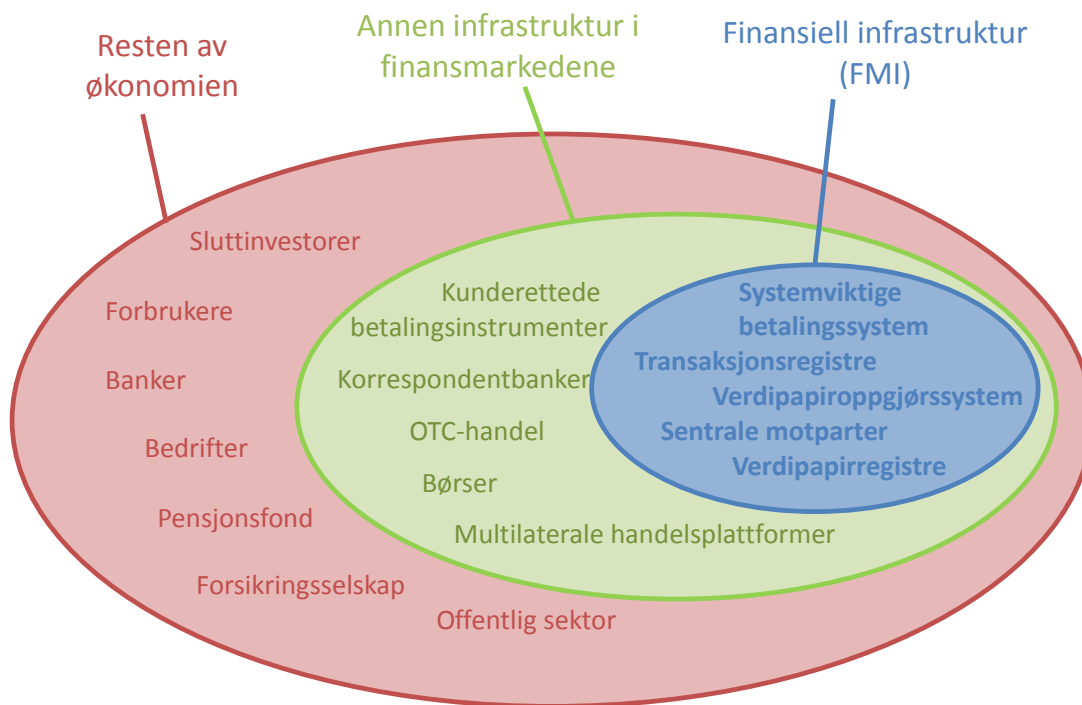 Resten av
økonomien
Annen infrastruktur i
finansmarkedene
Finansiell infrastruktur
(FMI)
Sluttinvestorer
Forbrukere
Banker
Bedrifter
Pensjonsfond
Forsikringsselskap
Offentlig sektor
Kunderettede
betalingsinstrumenter
Korrespondentbanker
OTC-handel
Børser
Multilaterale handelsplattformer
Systemviktige
betalingssystem
Transaksjonsregistre
Verdipapiroppgjørssystem
Sentrale motparter
Verdipapirregistre